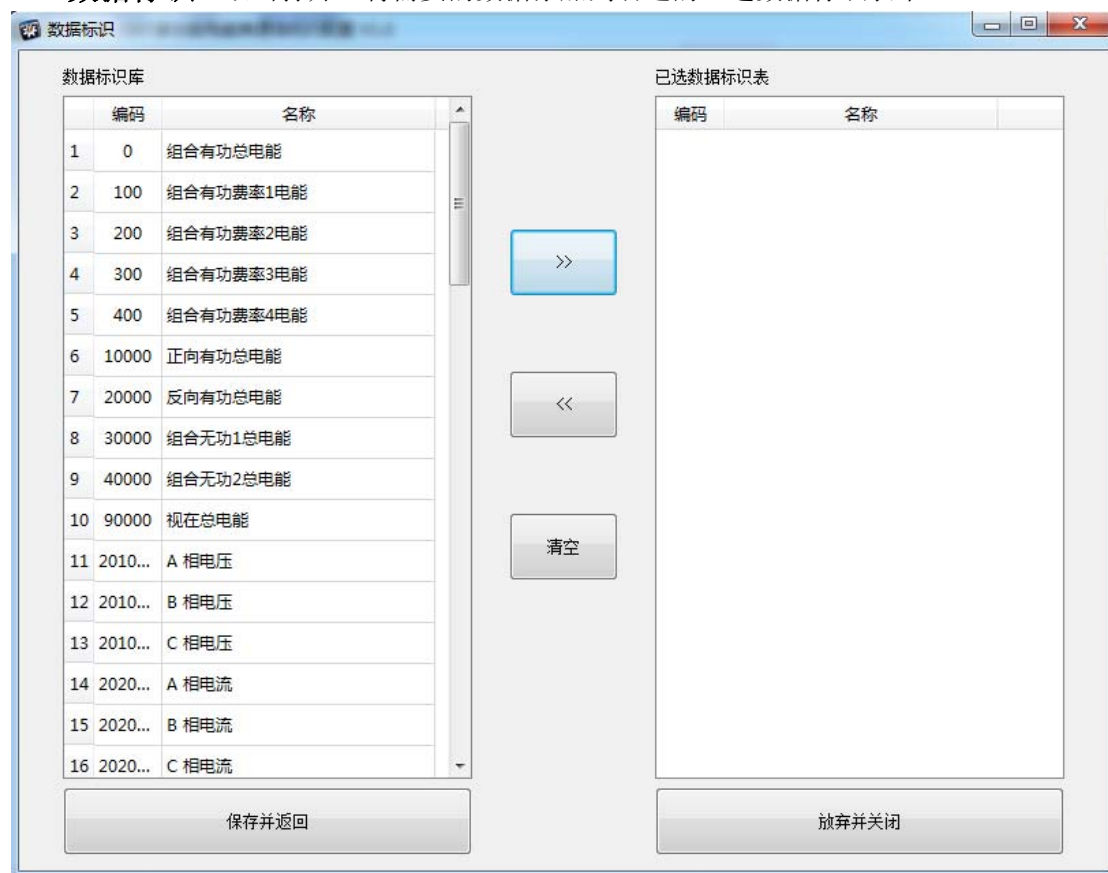 数据标识
数据标识库
已选数据标识表
编码 名称
编码 名称
1 0 组合有功总电能
2 100 组合有功费率1电能
3 200 组合有功费率2电能
4 300 组合有功费率3电能
5 400 组合有功费率4电能
6 10000 正向有功总电能
7 20000 反向有功总电能
8 30000 组合无功1总电能
9 40000 组合无功2总电能
10 90000 视在总电能
11 2010... A 相电压
12 2010... B 相电压
13 2010... C 相电压
14 2020... A 相电流
15 2020... B 相电流
16 2020... C 相电流
>>
<<
清空
保存并返回
放弃并关闭